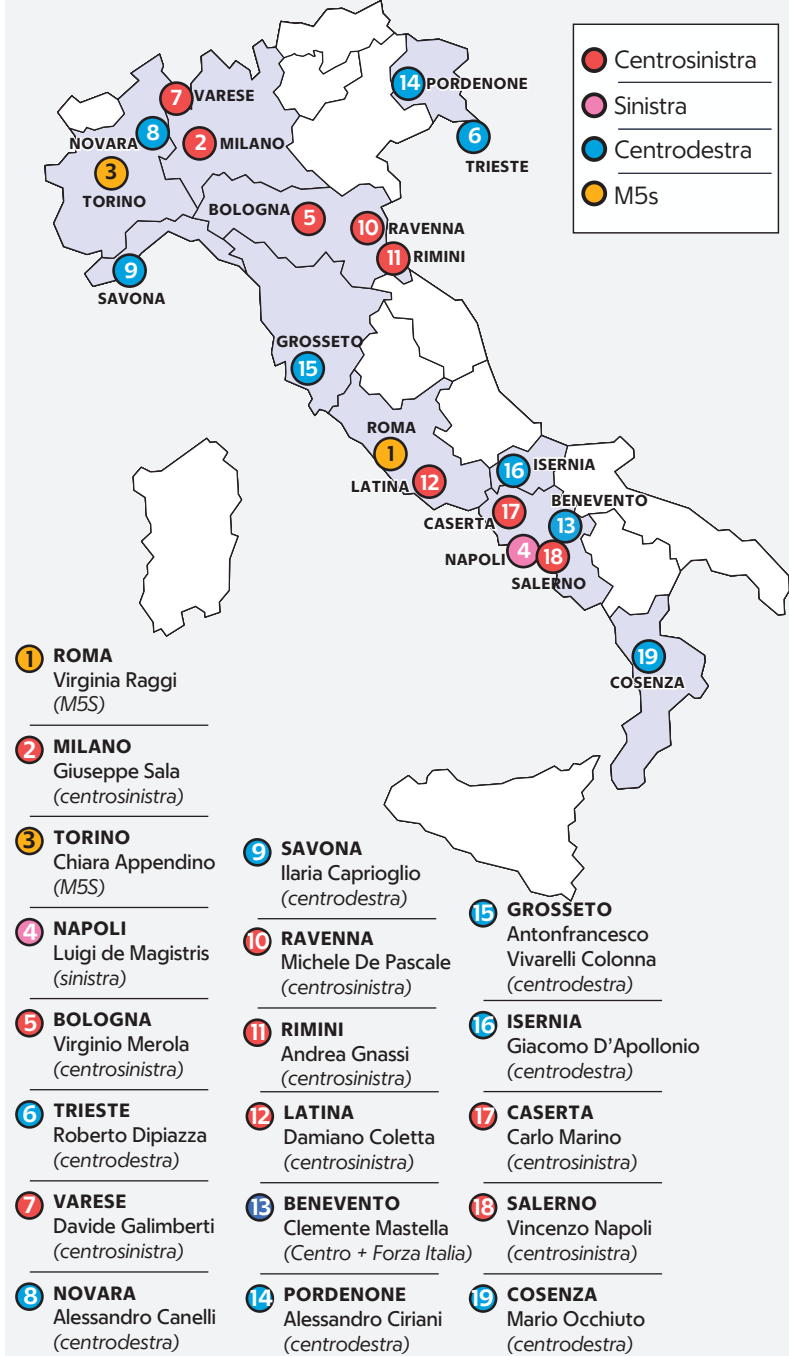 Centrosinistra
Sinistra
Centrodestra
M5s
14 PORDENONE
7 VARESE
6
TRIESTE
NOVARA 8
2 MILANO
3
TORINO
BOLOGNA 5
10 RAVENNA
11 RIMINI
9
SAVONA
GROSSETO
15
ROMA
1
LATINA 12
16 ISERNIA
BENEVENTO
13
CASERTA 17
NAPOLI 4
18
SALERNO
19
COSENZA
1 ROMA
Virginia Raggi
(M5S)
2 MILANO
Giuseppe Sala
(centrosinistra)
3 TORINO
Chiara Appendino
(M5S)
4 NAPOLI
Luigi de Magistris
(sinistra)
5 BOLOGNA
Virginio Merola
(centrosinistra)
6 TRIESTE
Roberto Dipiazza
(centrodestra)
7 VARESE
Davide Galimberti
(centrosinistra)
8 NOVARA
Alessandro Canelli
(centrodestra)
9 SAVONA
Ilaria Caprioglio
(centrodestra)
10 RAVENNA
Michele De Pascale
(centrosinistra)
11 RIMINI
Andrea Gnassi
(centrosinistra)
12 LATINA
Damiano Coletta
(centrosinistra)
13 BENEVENTO
Clemente Mastella
(Centro + Forza Italia)
14 PORDENONE
Alessandro Ciriani
(centrodestra)
15 GROSSETO
Antonfrancesco
Vivarelli Colonna
(centrodestra)
16 ISERNIA
Giacomo D'Apollonio
(centrodestra)
17 CASERTA
Carlo Marino
(centrosinistra)
18 SALERNO
Vincenzo Napoli
(centrosinistra)
19 COSENZA
Mario Occhiuto
(centrodestra)